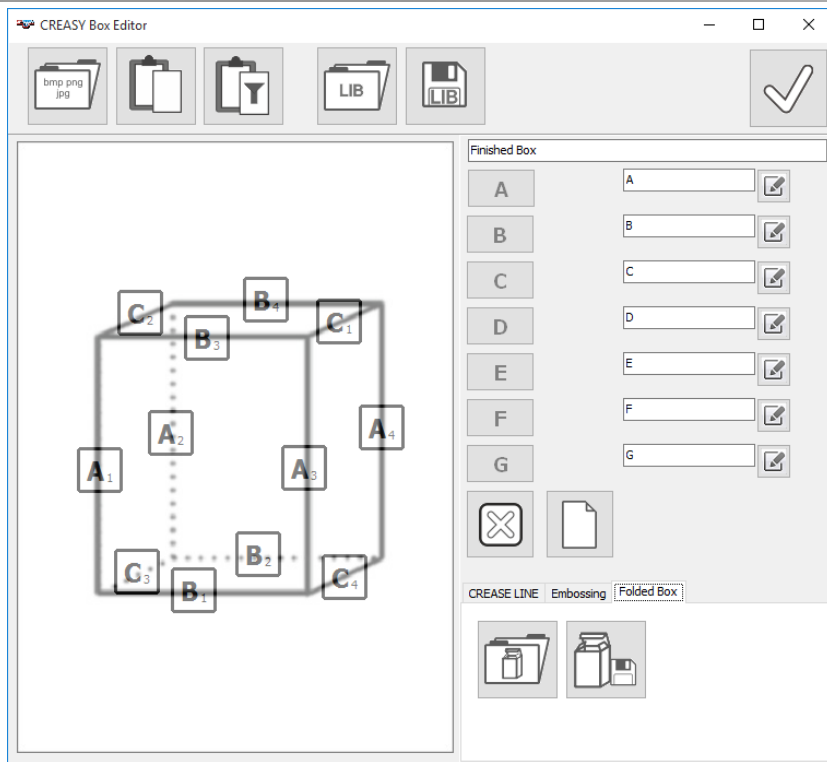 CREASY Box Editor
bmp png
jpg
LIB
LIB
Finished Box
A
A
B
B
C
C
D
D
E
E
F
F
G
G
C2
B4
C1
B3
A2
A4
A1
A3
B2
C3
C4
B1
CREASE LINE
Embossing
Folded Box